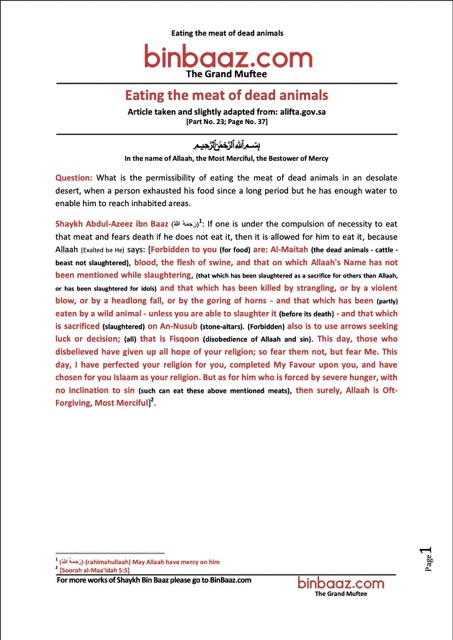 Eating the meat of dead animals
binbaaz.com
The Grand Muftee
Eating the meat of dead animals
Article taken and slightly adapted from: alifta.gov.sa
[Part No. 23; Page No. 37]
بِسْمِ اللَّهِ الرَّحْمَنِ الرَّحِيمِ
In the name of Allaah, the Most Merciful, the Bestower of Mercy
Question: What is the permissibility of eating the meat of dead animals in an desolate
desert, when a person exhausted his food since a long period but he has enough water to
enable him to reach inhabited areas.
Shaykh Abdul-Azeez ibn Baaz (رَحِمَهُ اللهُ)1: If one is under the compulsion of necessity to eat
that meat and fears death if he does not eat it, then it is allowed for him to eat it, because
Allaah (Exalted be He) says: [Forbidden to you (for food) are: Al-Maitah (the dead animals - cattle -
beast not slaughtered), blood, the flesh of swine, and that on which Allaah's Name has not
been mentioned while slaughtering, (that which has been slaughtered as a sacrifice for others than Allaah,
or has been slaughtered for idols) and that which has been killed by strangling, or by a violent
blow, or by a headlong fall, or by the goring of horns - and that which has been (partly)
eaten by a wild animal - unless you are able to slaughter it (before its death) - and that which
is sacrificed (slaughtered) on An-Nusub (stone-altars). (Forbidden) also is to use arrows seeking
luck or decision; (all) that is Fisqoon (disobedience of Allaah and sin). This day, those who
disbelieved have given up all hope of your religion; so fear them not, but fear Me. This
day, I have perfected your religion for you, completed My Favour upon you, and have
chosen for you Islaam as your religion. But as for him who is forced by severe hunger, with
no inclination to sin (such can eat these above mentioned meats), then surely, Allaah is Oft-
Forgiving, Most Merciful]2.
1 (رَحِمَهُ اللهُ) (rahimahullaah) May Allaah have mercy on him
2 [Soorah al-Maa'idah 5:5]
For more works of Shaykh Bin Baaz please go to BinBaaz.com
binbaaz.com
The Grand Muftee
Page1